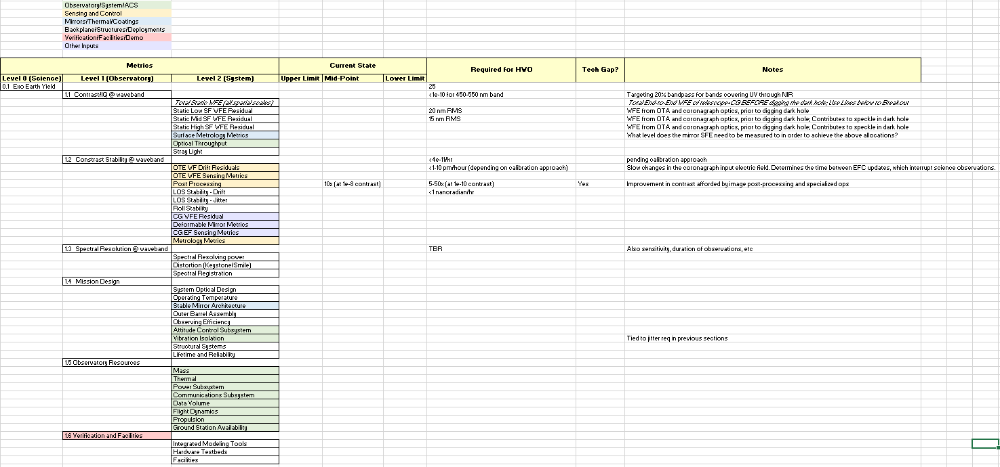 Observatory/System/ACS
Sensing and Control
Mirrors/Thermal/Coatings
Backplane/Structures/Deployments
Verification/Facilities/Demo
Other Inputs
Metrics Current State Required for HWO Tech Gap? Notes
Level 0 (Science) Level 1 (Observatory) Level 2 (System) Upper Limit Mid-Point Lower Limit
0.1 Exo Earth Yield 25
1.1 Contrast/IQ @ waveband <1e-10 for 450-550 nm band Targeting 20% bandpass for bands covering UV through NIR
Total Static WFE (all spatial scales) Total End-to-End WFE of telescope+CG BEFORE digging the dark hole; Use Lines below to Breakout
Static Low SF WFE Residual 20 nm RMS WFE from OTA and coronagraph optics, prior to digging dark hole
Static Mid SF WFE Residual 15 nm RMS WFE from OTA and coronagraph optics, prior to digging dark hole; Contributes to speckle in dark hole
Static High SF WFE Residual WFE from OTA and coronagraph optics, prior to digging dark hole; Contributes to speckle in dark hole
Surface Metrology Metrics What level does the mirror SFE need to be measured to in order to achieve the above allocations?
Optical Throughput
Stray Light
1.2 Constrast Stability @ waveband <4e-11/hr pending calibration approach
OTE WF Drift Residuals <1-10 pm/hour (depending on calibration approach) Slow changes in the coronagraph input electric field. Determines the time between EFC updates, which interrupt science observations.
OTE WFE Sensing Metrics
Post Processing 10x (at 1e-8 contrast) 5-50x (at 1e-10 contrast) Yes Improvement in contrast afforded by image post-processing and specialized ops
LOS Stability - Drift <1 nanoradian/hr
LOS Stability - Jitter
Roll Stability
CG WFE Residual
Deformable Mirror Metrics
CG EF Sensing Metrics
Metrology Metrics
1.3 Spectral Resolution @ waveband TBR Also sensitivity, duration of observations, etc
Spectral Resolving power
Distortion (Keystone/Smile)
Spectral Registration
1.4 Mission Design
System Optical Design
Operating Temperature
Stable Mirror Architecture
Outer Barrel Assembly
Observing Efficiency
Attitude Control Subsystem
Vibration Isolation Tied to jitter req in previous sections
Structural Systems
Lifetime and Reliability
1.5 Observatory Resources
Mass
Thermal
Power Subsystem
Communications Subsystem
Data Volume
Flight Dynamics
Propulsion
Ground Station Availability
1.6 Verification and Facilities
Integrated Modeling Tools
Hardware Testbeds
Facilities